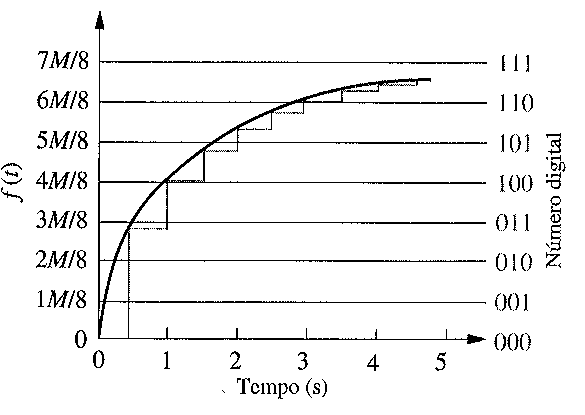 7M/8 111
6M/8 110
5M/8 101
4M/8 100
3M/8 011
2M/8 010
1M/8 001
0 000
f(t)
Número digital
0 1 2 3 4 5
Tempo (s)